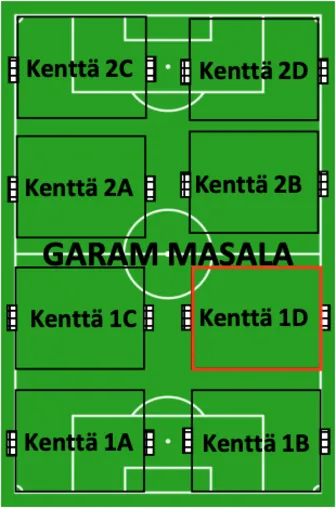 Kenttä 2C
Kenttä 2D
Kenttä 2A
Kenttä 2B
GARAM MASALA
Kenttä 1C
Kenttä 1D
Kenttä 1A
Kenttä 1B